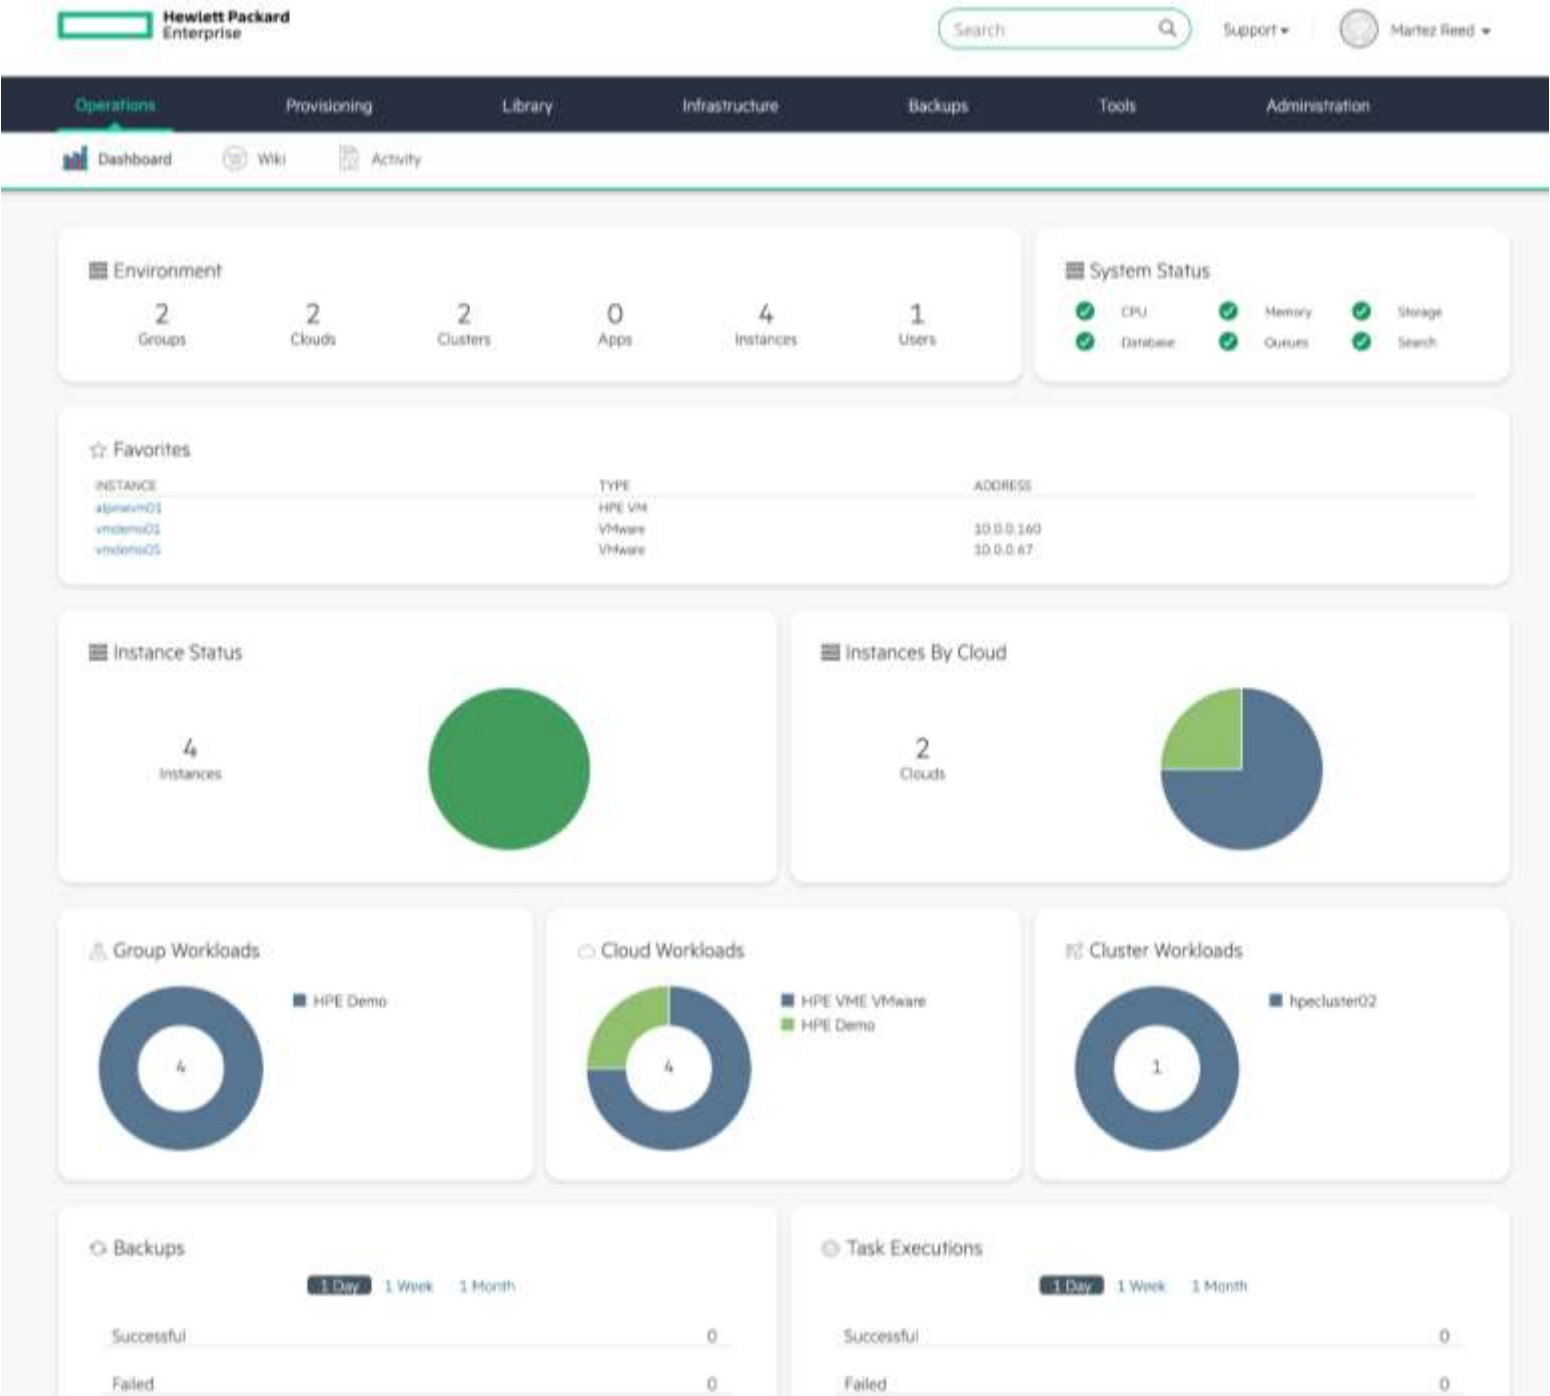 Hewlett Packard
Enterprise
Search
Support
Martez Reed
Operations
Provisioning
Library
Infrastructure
Backups
Tools
Administration
Dashboard
Wiki
Activity
Environment
2
Groups
2
Clouds
2
Clusters
0
Apps
4
Instances
1
Users
System Status
CPU
Memory
Storage
Database
Queues
Search
Favorites
INSTANCE TYPE ADDRESS
alpinevm01 HPE VM
vmdemo01 VMware 10.0.0.160
vmdemo05 VMware 10.0.0.67
Instance Status
4
Instances
Instances By Cloud
2
Clouds
Group Workloads
4
HPE Demo
Cloud Workloads
4
HPE VME VMware
HPE Demo
Cluster Workloads
1
hpecluster02
Backups
1 Day 1 Week 1 Month
Successful 0
Failed 0
Task Executions
1 Day 1 Week 1 Month
Successful 0
Failed 0